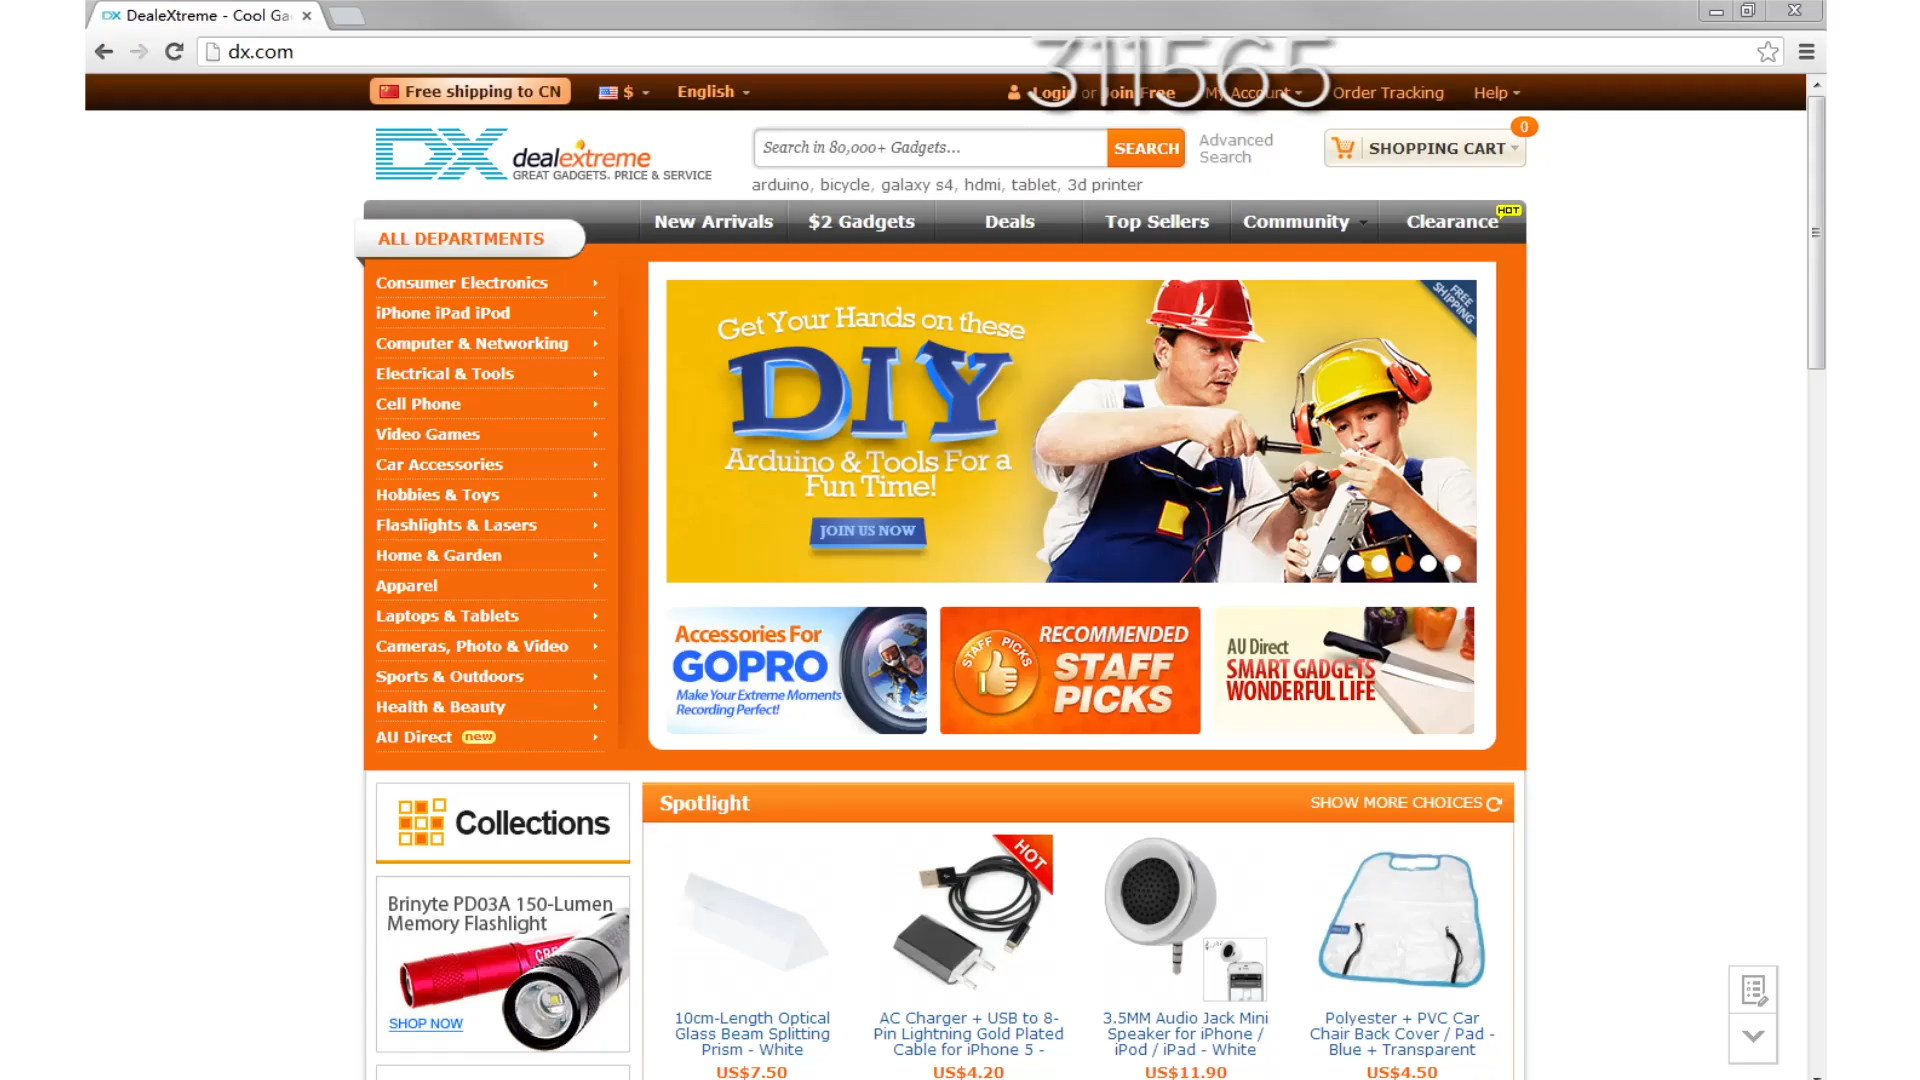 DX DealeXtreme - Cool Ga
dx.com
311565
Free shipping to CN
$
English
Login or Join Free
My Account
Order Tracking
Help
DX dealextreme
GREAT GADGETS. PRICE & SERVICE
Search in 80,000+ Gadgets...
SEARCH
Advanced
Search
SHOPPING CART
0
arduino, bicycle, galaxy s4, hdmi, tablet, 3d printer
New Arrivals
$2 Gadgets
Deals
Top Sellers
Community
Clearance
HOT
ALL DEPARTMENTS
Consumer Electronics
iPhone iPad iPod
Computer & Networking
Electrical & Tools
Cell Phone
Video Games
Car Accessories
Hobbies & Toys
Flashlights & Lasers
Home & Garden
Apparel
Laptops & Tablets
Cameras, Photo & Video
Sports & Outdoors
Health & Beauty
AU Direct new
Get Your Hands on these
DIY
Arduino & Tools For a
Fun Time!
JOIN US NOW
FREE
SHIPPING
Accessories For
GOPRO
Make Your Extreme Moments
Recording Perfect!
STAFF PICKS
RECOMMENDED
STAFF
PICKS
AU Direct
SMART GADGETS
WONDERFUL LIFE
Collections
Brinyte PD03A 150-Lumen
Memory Flashlight
CRE
SHOP NOW
Spotlight
SHOW MORE CHOICES
HOT
10cm-Length Optical
Glass Beam Splitting
Prism - White
US$7.50
AC Charger + USB to 8-
Pin Lightning Gold Plated
Cable for iPhone 5 -
US$4.20
3.5MM Audio Jack Mini
Speaker for iPhone /
iPod / iPad - White
US$11.90
Polyester + PVC Car
Chair Back Cover / Pad -
Blue + Transparent
US$4.50